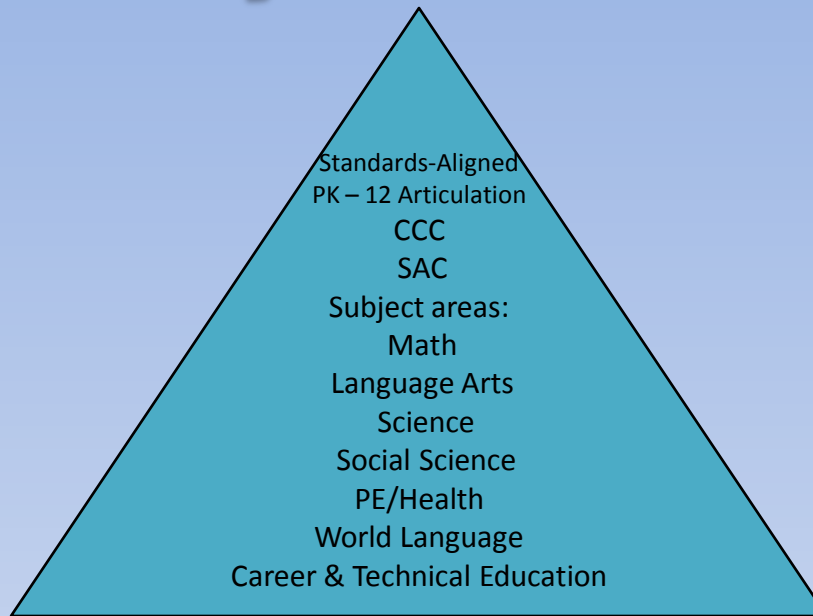 Standards-Aligned
PK – 12 Articulation
CCC
SAC
Subject areas:
Math
Language Arts
Science
Social Science
PE/Health
World Language
Career & Technical Education